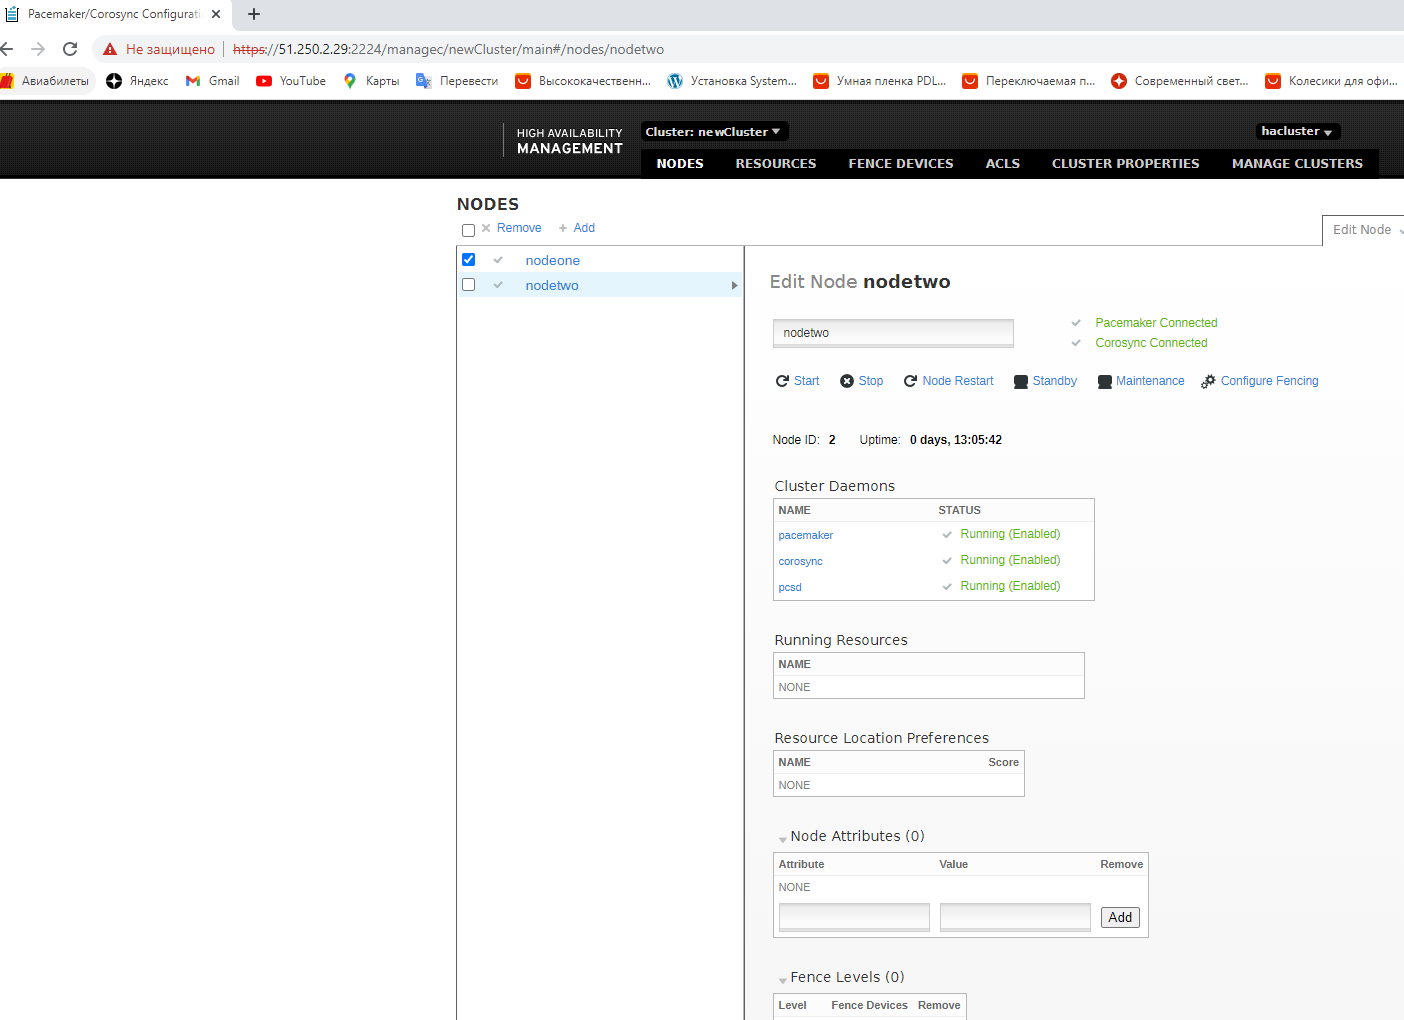 Pacemaker/Corosync Configurati
Не защищено https://51.250.2.29:2224/managec/newCluster/main#/nodes/nodetwo
Авиабилеты Яндекс Gmail YouTube Карты Перевести Высококачественн... Установка System... Умная пленка PDL... Переключаемая п... Современный свет... Колесики для офи...
HIGH AVAILABILITY
MANAGEMENT
Cluster: newCluster
hacluster
NODES RESOURCES FENCE DEVICES ACLS CLUSTER PROPERTIES MANAGE CLUSTERS
NODES
Remove Add
Edit Node
nodeone
nodetwo
Edit Node nodetwo
nodetwo
Pacemaker Connected
Corosync Connected
Start Stop Node Restart Standby Maintenance Configure Fencing
Node ID: 2 Uptime: 0 days, 13:05:42
Cluster Daemons
NAME STATUS
pacemaker Running (Enabled)
corosync Running (Enabled)
pcsd Running (Enabled)
Running Resources
NAME
NONE
Resource Location Preferences
NAME Score
NONE
Node Attributes (0)
Attribute Value Remove
NONE
Add
Fence Levels (0)
Level Fence Devices Remove